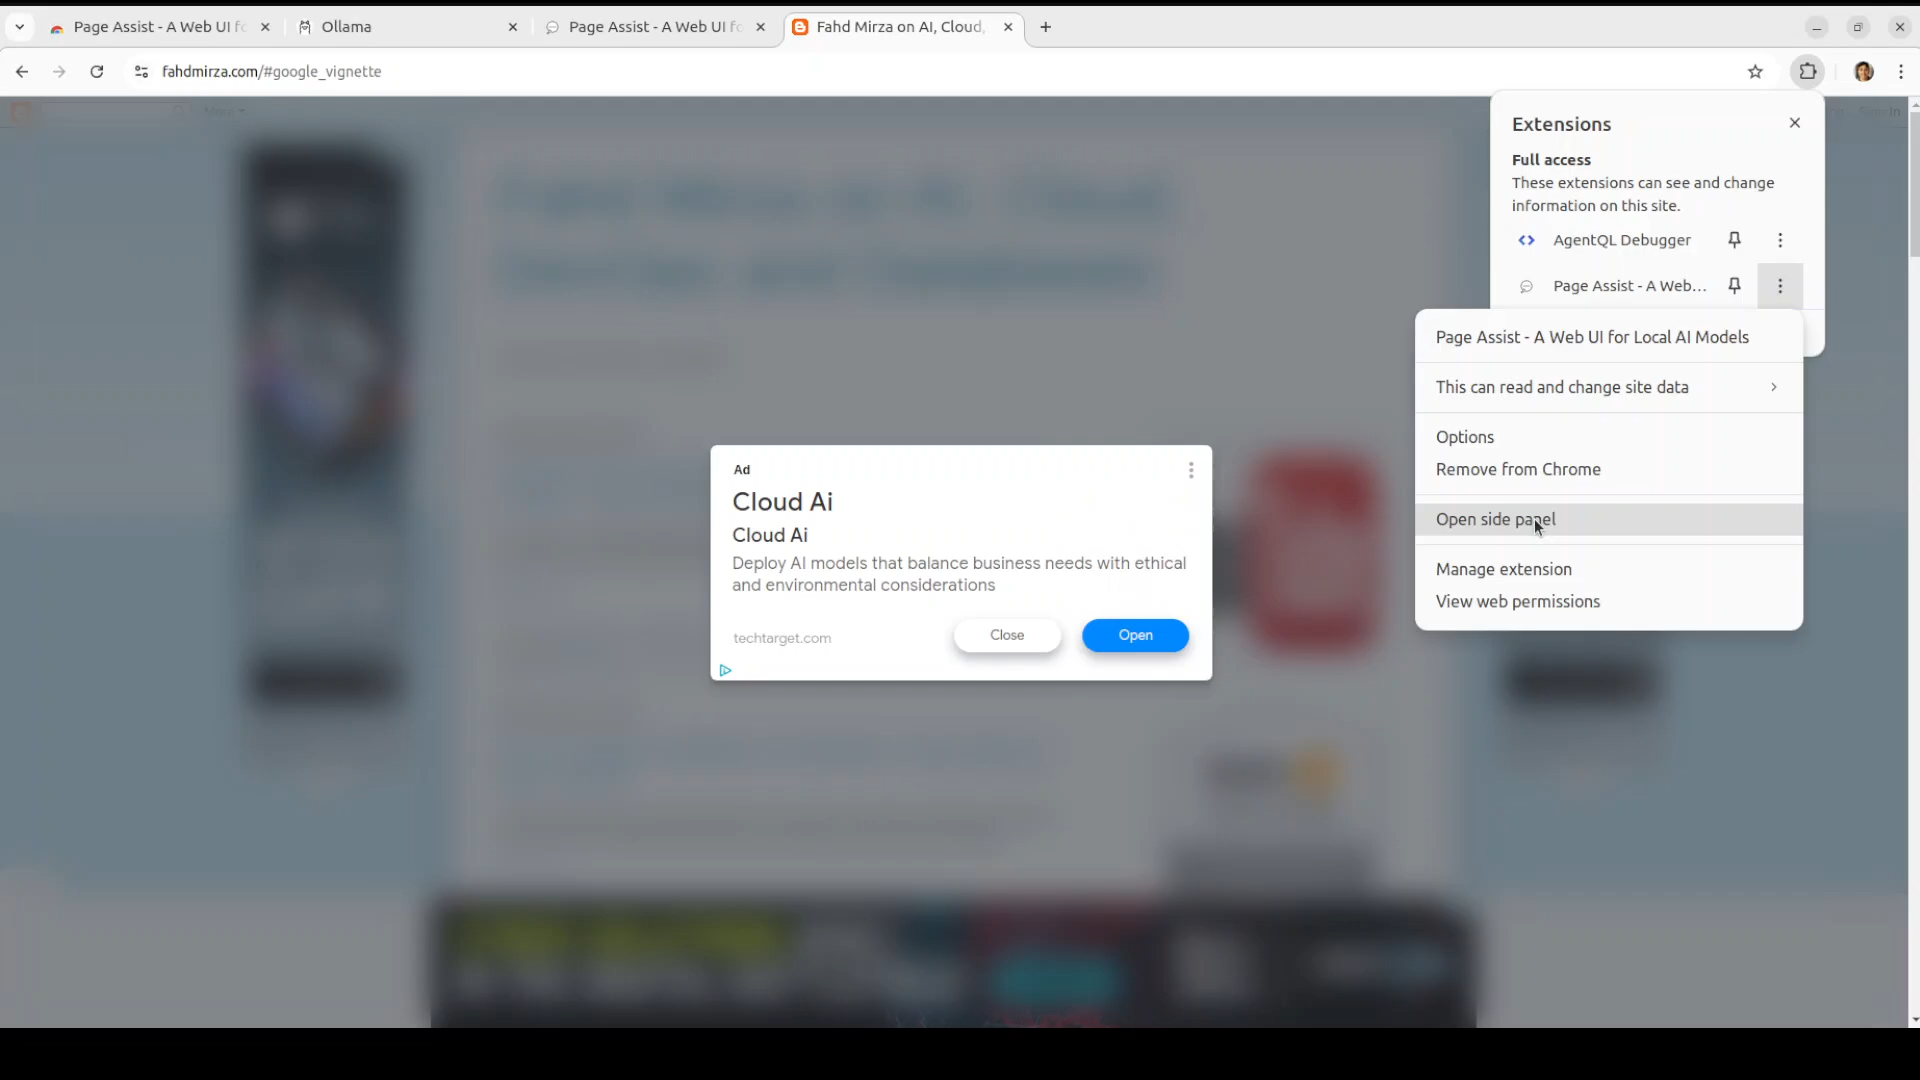 Page Assist - A Web UI fo
Ollama
Page Assist - A Web UI fo
Fahd Mirza on AI, Cloud,
fahdmirza.com/#google_vignette
Extensions
Full access
These extensions can see and change
information on this site.
AgentQL Debugger
Page Assist - A Web...
Page Assist - A Web UI for Local AI Models
This can read and change site data
Options
Remove from Chrome
Open side panel
Manage extension
View web permissions
Ad
Cloud Ai
Cloud Ai
Deploy AI models that balance business needs with ethical
and environmental considerations
techtarget.com
Close
Open